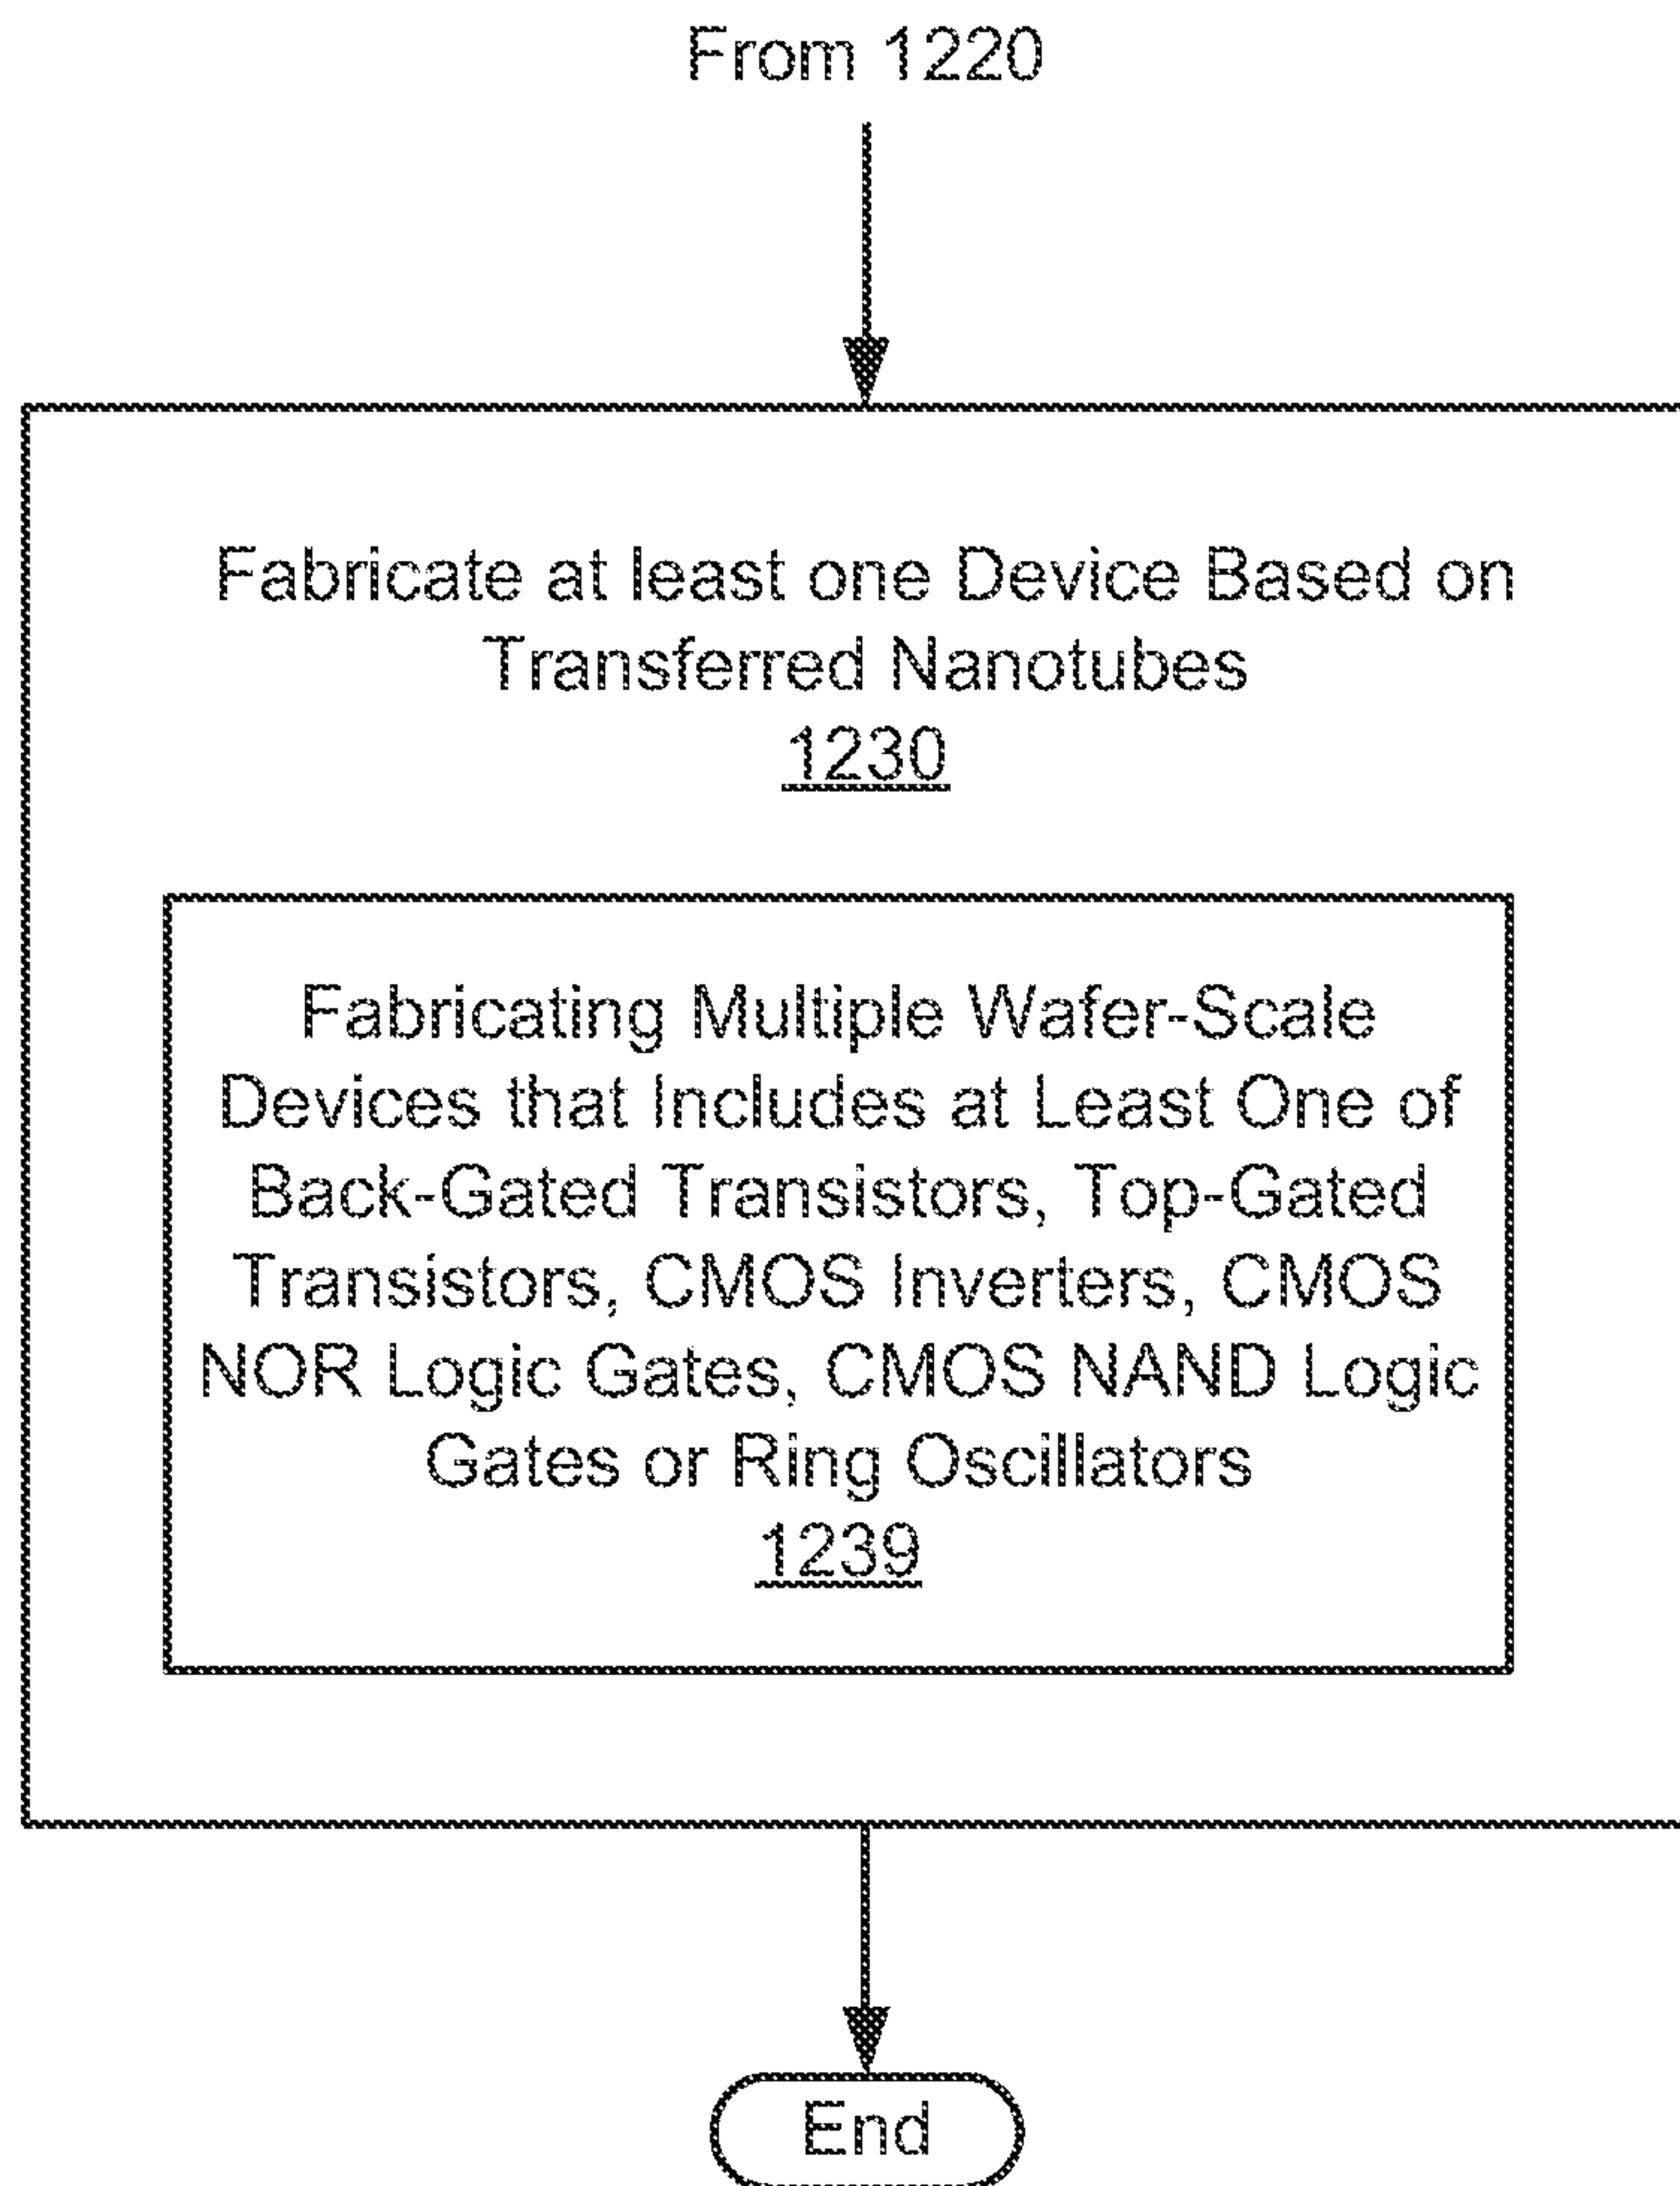 From 1220
Fabricate at least one Device Based on
Transferred Nanotubes
1230
Fabricating Multiple Wafer-Scale
Devices that Includes at Least One of
Back-Gated Transistors, Top-Gated
Transistors, CMOS Inverters, CMOS
NOR Logic Gates, CMOS NAND Logic
Gates or Ring Oscillators
1239
End